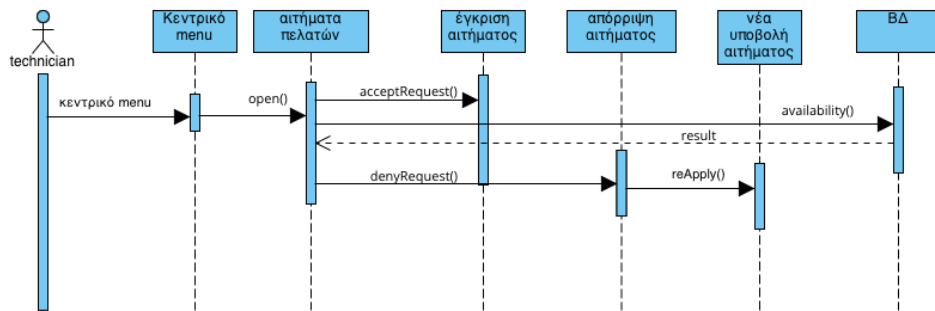 Κεντρικό
menu
αιτήματα
πελατών
έγκριση
αιτήματος
απόρριψη
αιτήματος
νέα
υποβολή
αιτήματος
ΒΔ
technician
κεντρικό menu
open()
acceptRequest()
availability()
result
denyRequest()
reApply()